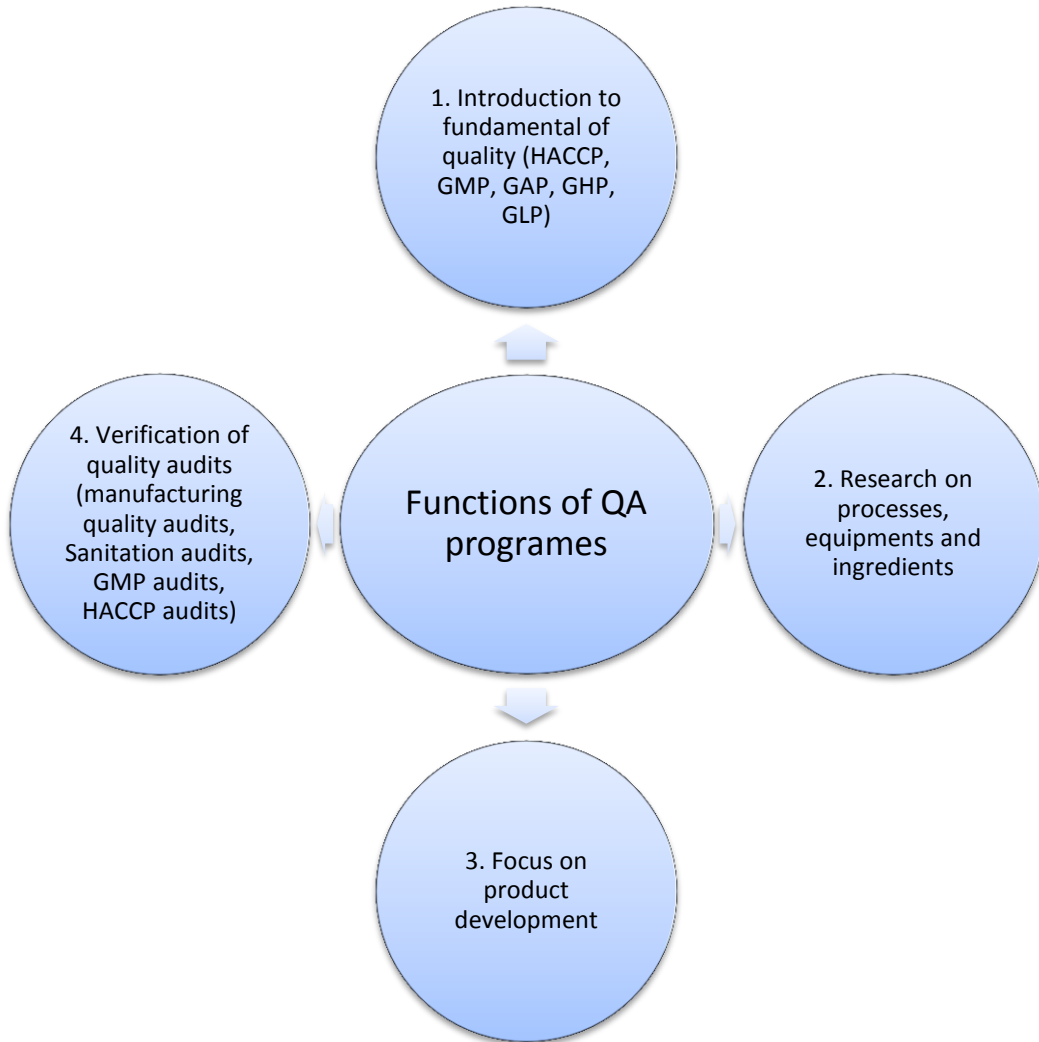 1. Introduction to
fundamental of
quality (HACCP,
GMP, GAP, GHP,
GLP)
4. Verification of
quality audits
(manufacturing
quality audits,
Sanitation audits,
GMP audits,
HACCP audits)
Functions of QA
programes
2. Research on
processes,
equipments and
ingredients
3. Focus on
product
development